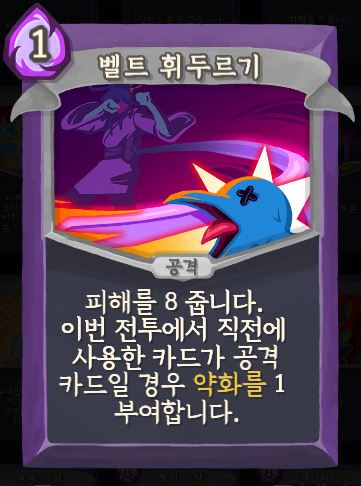 1
벨트 휘두르기
공격
피해를 8 줍니다.
이번 전투에서 직전에
사용한 카드가 공격
카드일 경우 약화를 1
부여합니다.